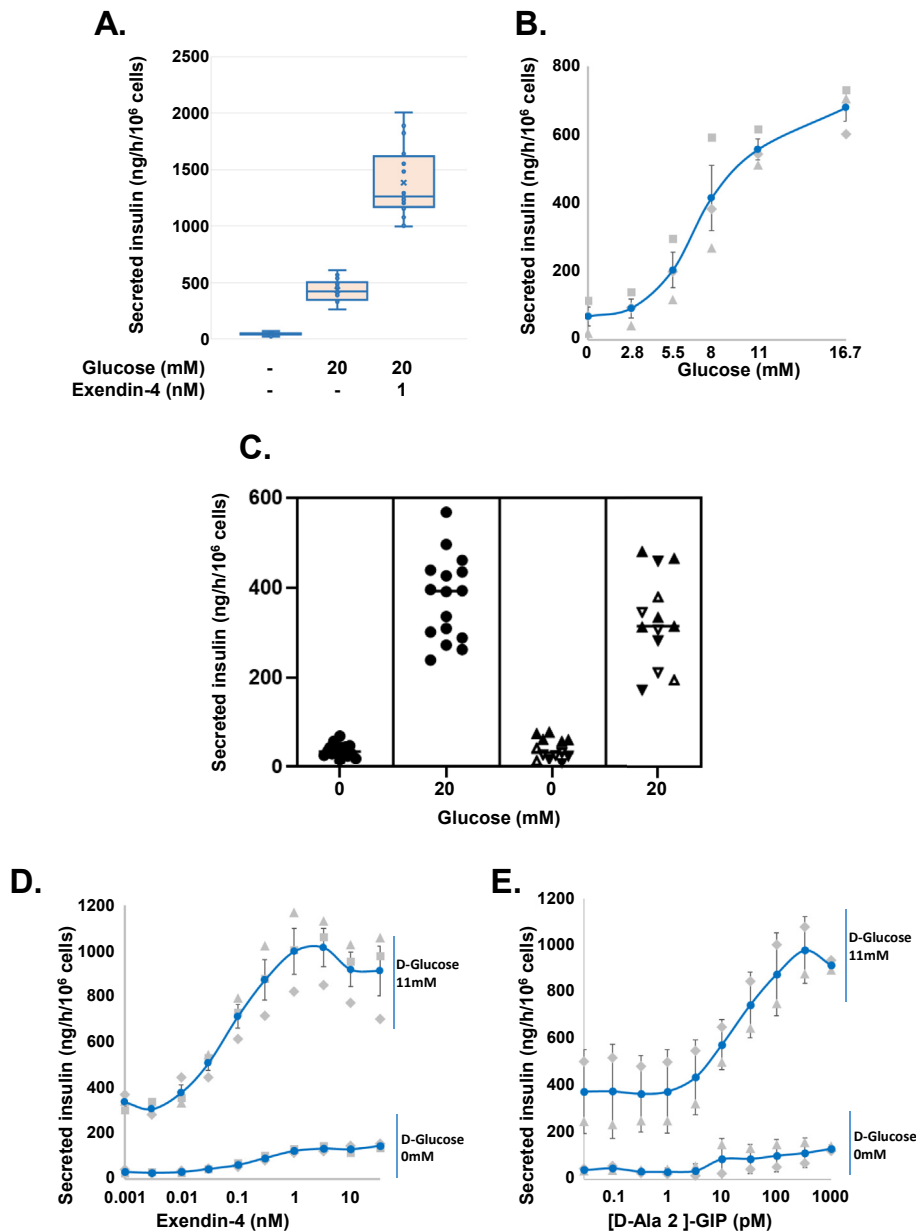 A.
Secreted insulin (ng/h/10⁶ cells)
2500
2000
1500
1000
500
0
Glucose (mM) - 20 20
Exendin-4 (nM) - - 1
B.
Secreted insulin (ng/h/10⁶ cells)
800
600
400
200
0
0 2.8 5.5 8 11 16.7
Glucose (mM)
C.
Secreted insulin (ng/h/10⁶ cells)
600
400
200
0
0 20 0 20
Glucose (mM)
D.
Secreted insulin (ng/h/10⁶ cells)
1200
1000
800
600
400
200
0
0.001 0.01 0.1 1 10
Exendin-4 (nM)
D-Glucose
11mM
D-Glucose
0mM
E.
Secreted insulin (ng/h/10⁶ cells)
1200
1000
800
600
400
200
0
0.1 1 10 100 1000
[D-Ala 2 ]-GIP (pM)
D-Glucose
11mM
D-Glucose
0mM